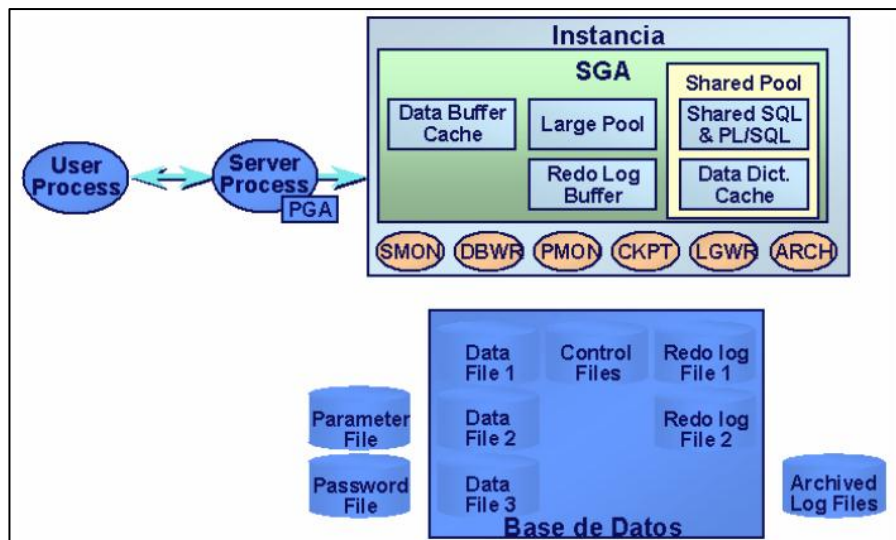 Instancia
SGA
Shared Pool
Data Buffer
Cache
Large Pool
Shared SQL
& PL/SQL
Redo Log
Buffer
Data Dict.
Cache
User
Process
Server
Process
PGA
SMON
DBWR
PMON
CKPT
LGWR
ARCH
Data
File 1
Control
Files
Redo log
File 1
Parameter
File
Data
File 2
Redo log
File 2
Password
File
Data
File 3
Archived
Log Files
Base de Datos